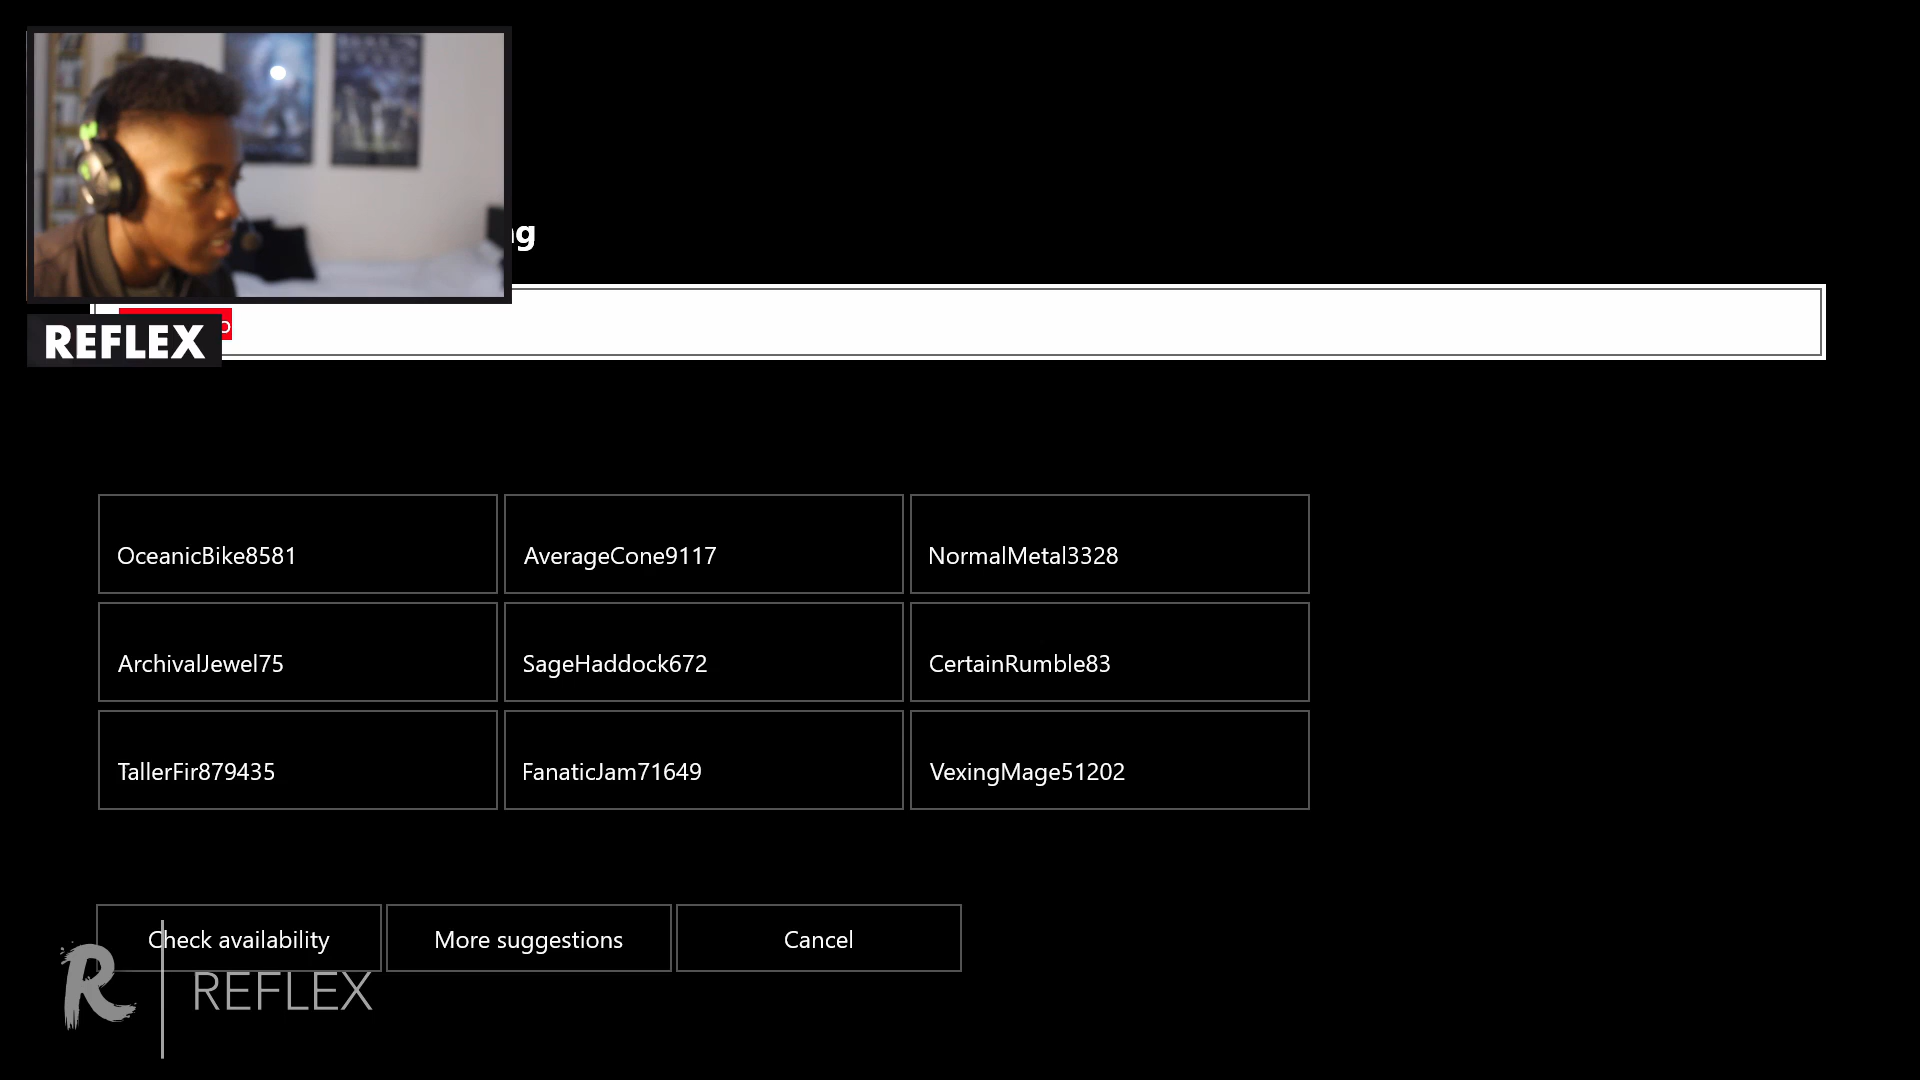 REFLEX
OceanicBike8581
AverageCone9117
NormalMetal3328
ArchivalJewel75
SageHaddock672
CertainRumble83
TallerFir879435
FanaticJam71649
VexingMage51202
Check availability
More suggestions
Cancel
R
REFLEX